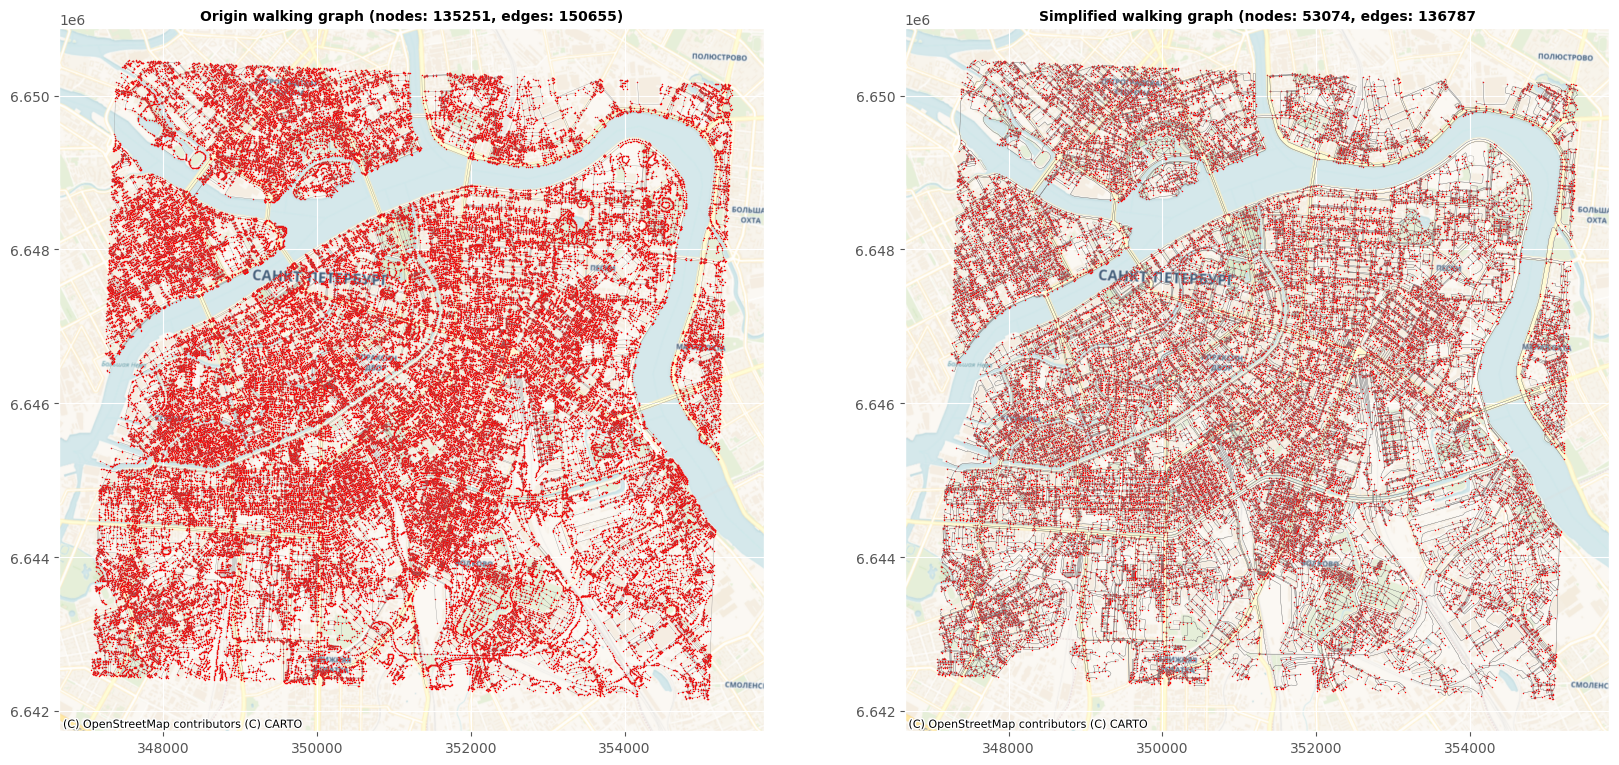 Origin walking graph (nodes: 135251, edges: 150655)
1e6
6.650
6.648
6.646
6.644
6.642
348000
350000
352000
354000
ПОЛЮСТРОВО
БОЛЬША
ОХТА
САНКТ-ПЕТЕРБУРГ
СМОЛЕНС
(C) OpenStreetMap contributors (C) CARTO
Simplified walking graph (nodes: 53074, edges: 136787
1e6
6.650
6.648
6.646
6.644
6.642
348000
350000
352000
354000
ПОЛЮСТРОВО
БОЛЬША
ОХТА
САНКТ-ПЕТЕРБУРГ
СМОЛЕНС
(C) OpenStreetMap contributors (C) CARTO